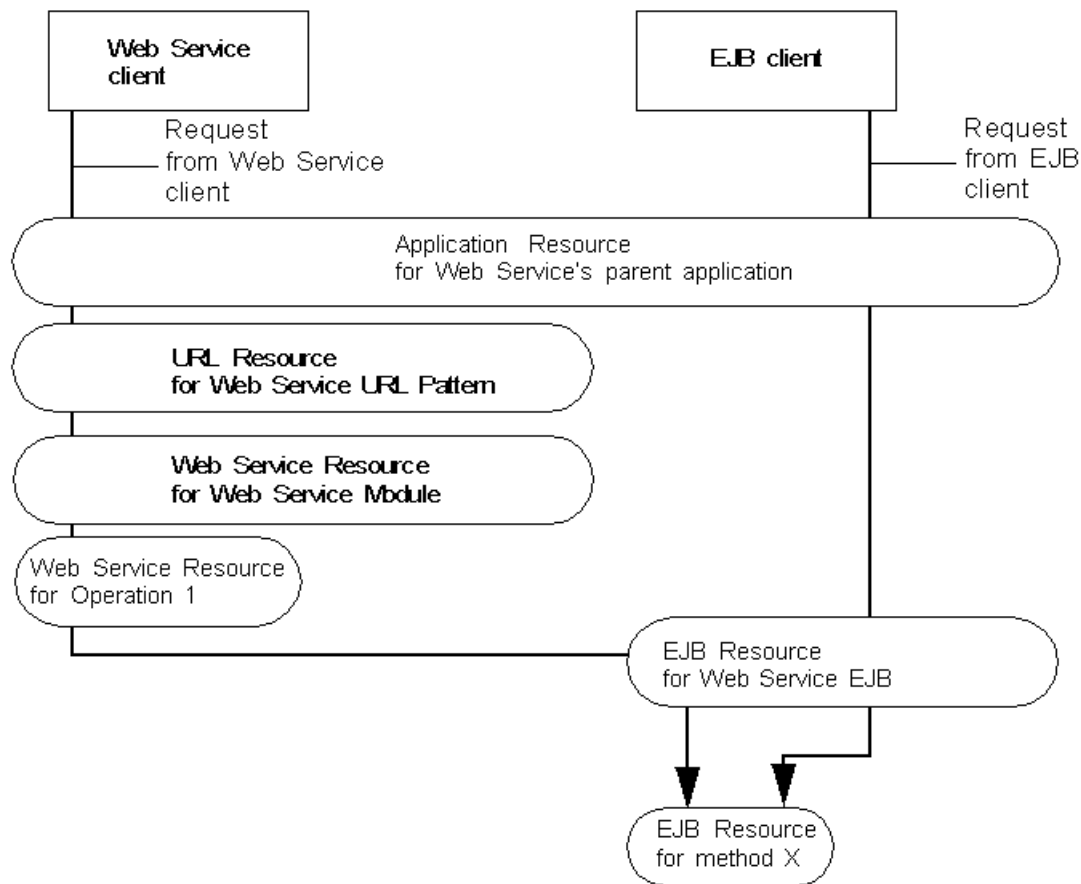 Web Service
client
EJB client
Request
from Web Service
client
Request
from EJB
client
Application Resource
for Web Service's parent application
URL Resource
for Web Service URL Pattern
Web Service Resource
for Web Service Module
Web Service Resource
for Operation 1
EJB Resource
for Web Service EJB
EJB Resource
for method X